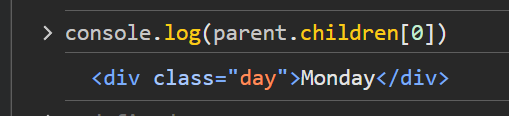 > console.log(parent.children[0])
<div class="day">Monday</div>